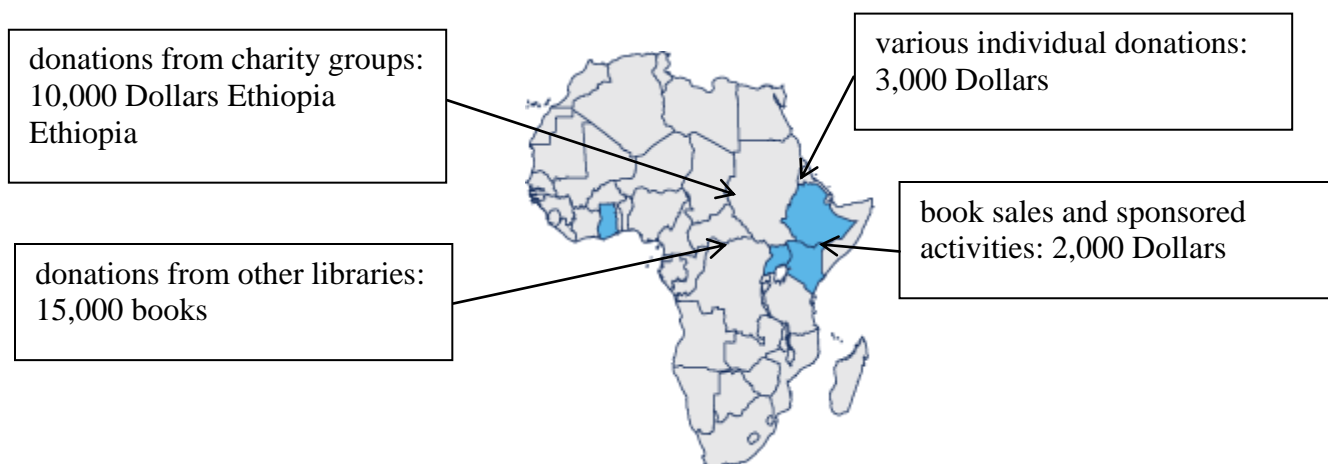 donations from charity groups:
10,000 Dollars Ethiopia
Ethiopia
various individual donations:
3,000 Dollars
book sales and sponsored
activities: 2,000 Dollars
donations from other libraries:
15,000 books